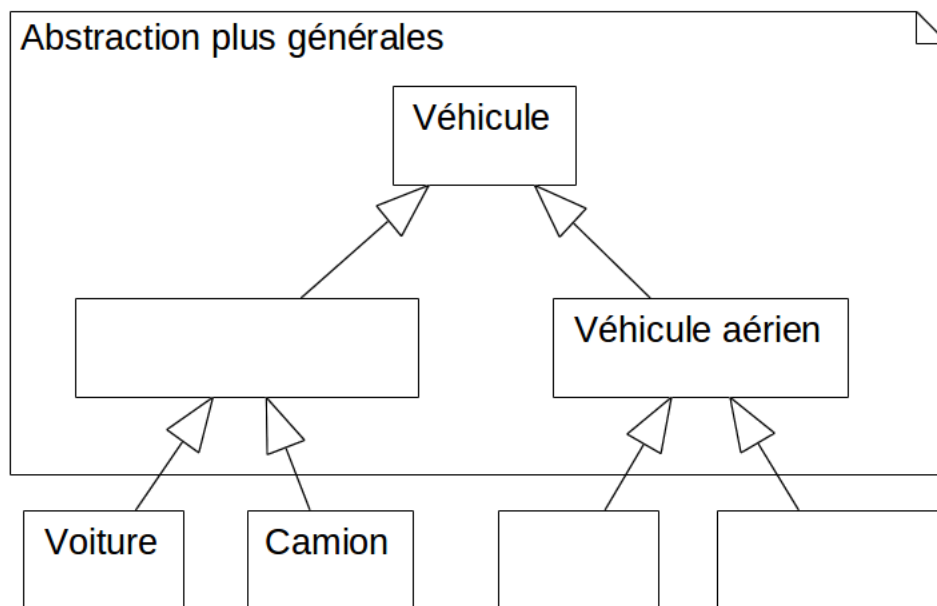 Abstraction plus générales
Véhicule
Véhicule aérien
Voiture
Camion